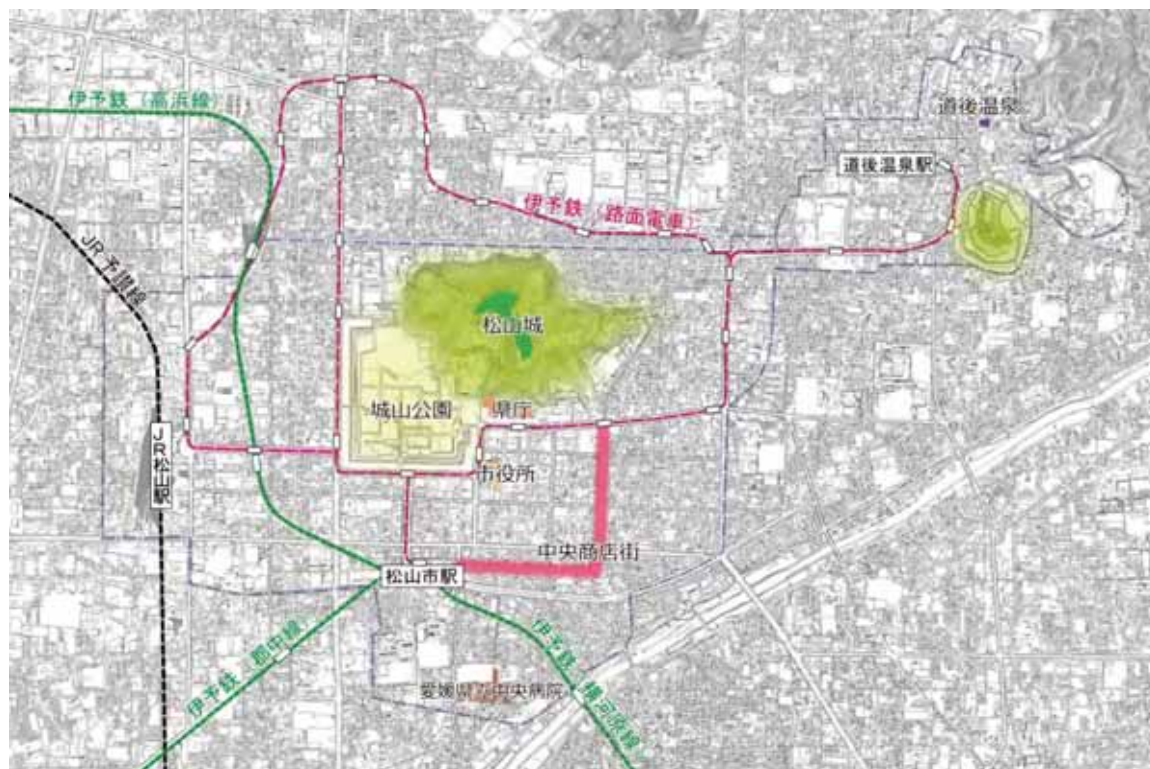 伊予鉄（高浜線）
道後温泉
道後温泉駅
伊予鉄（路面電車）
JR予讃線
松山城
城山公園
県庁
JR松山駅
市役所
中央商店街
松山市駅
伊予鉄（郡中線）
伊予鉄（横河原線）
愛媛県立中央病院